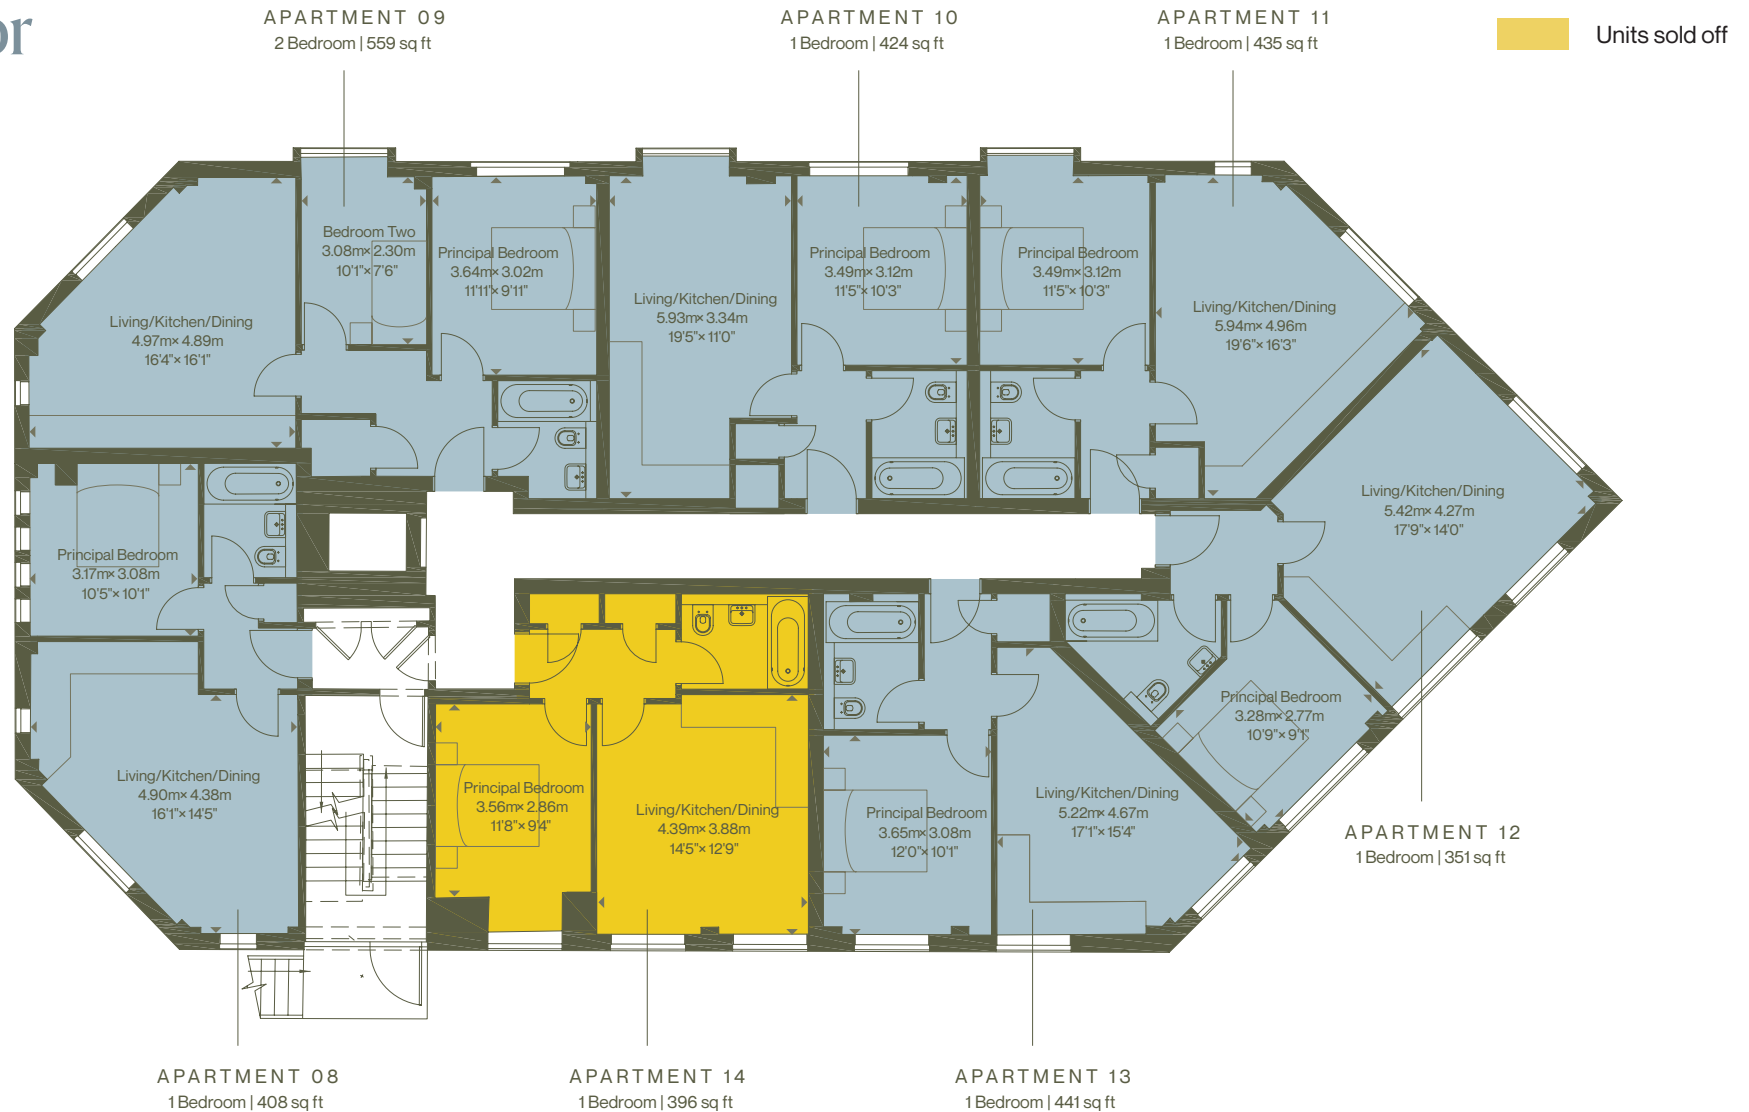 or
APARTMENT 09
2 Bedroom | 559 sq ft
APARTMENT 10
1 Bedroom | 424 sq ft
APARTMENT 11
1 Bedroom | 435 sq ft
Units sold off
Bedroom Two
3.08m× 2.30m
10'1"× 7'6"
Principal Bedroom
3.64m× 3.02m
11'11"× 9'11"
Living/Kitchen/Dining
4.97m× 4.89m
16'4"× 16'1"
Living/Kitchen/Dining
5.93m× 3.34m
19'5"× 11'0"
Principal Bedroom
3.49m× 3.12m
11'5"× 10'3"
Principal Bedroom
3.49m× 3.12m
11'5"× 10'3"
Living/Kitchen/Dining
5.94m× 4.96m
19'6"× 16'3"
Living/Kitchen/Dining
5.42m× 4.27m
17'9"× 14'0"
Principal Bedroom
3.17m× 3.08m
10'5"× 10'1"
Living/Kitchen/Dining
4.90m× 4.38m
16'1"× 14'5"
Principal Bedroom
3.56m× 2.86m
11'8"× 9'4"
Living/Kitchen/Dining
4.39m× 3.88m
14'5"× 12'9"
Principal Bedroom
3.65m× 3.08m
12'0"× 10'1"
Living/Kitchen/Dining
5.22m× 4.67m
17'1"× 15'4"
Principal Bedroom
3.28m× 2.77m
10'9"× 9'1"
APARTMENT 12
1 Bedroom | 351 sq ft
APARTMENT 08
1 Bedroom | 408 sq ft
APARTMENT 14
1 Bedroom | 396 sq ft
APARTMENT 13
1 Bedroom | 441 sq ft